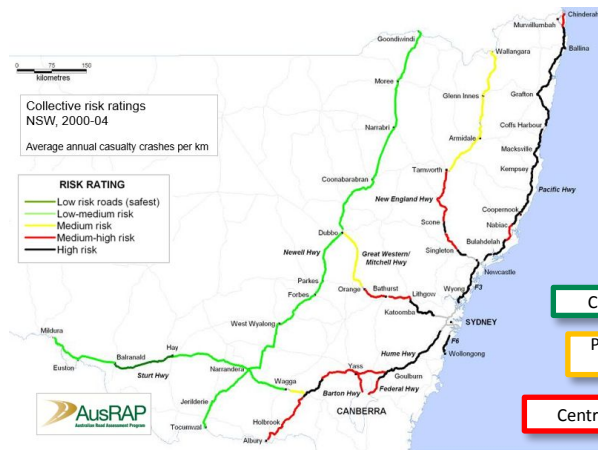 Chinderah
Murwillumbah
Goondiwindi
Ballina
Wallangara
0 75 150
kilometres
Moree
Glenn Innes
Grafton
Collective risk ratings
NSW, 2000-04
Average annual casualty crashes per km
Narrabri
Coffs Harbour
Armidale
Macksville
Coonabarabran
Tamworth
Kempsey
RISK RATING
Low risk roads (safest)
Low-medium risk
Medium risk
Medium-high risk
High risk
New England Hwy
Pacific Hwy
Coopernook
Scone
Nabiac
Dubbo
Bulahdelah
Newell Hwy
Great Western/
Mitchell Hwy
Singleton
Newcastle
Parkes
Orange
Bathurst
Lithgow
Wyong
F3
Forbes
Katoomba
C
West Wyalong
SYDNEY
Mildura
Hay
F6
P
Balranald
Hume Hwy
Wollongong
Euston
Sturt Hwy
Narrandera
Yass
Goulburn
Wagga
Barton Hwy
Federal Hwy
Jerilderie
CANBERRA
Centr
AusRAP
Australian Road Assessment Program
Holbrook
Tocumwal
Albury